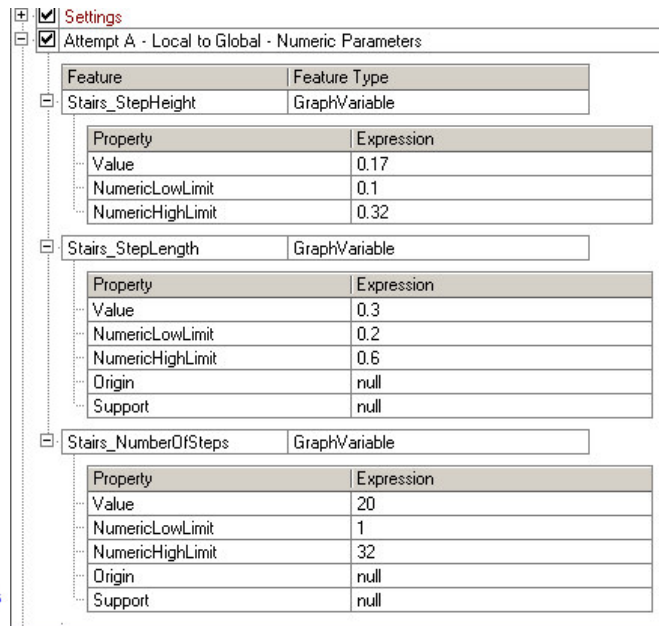 Settings
Attempt A - Local to Global - Numeric Parameters
Feature Feature Type
Stairs_StepHeight GraphVariable
Property Expression
Value 0.17
NumericLowLimit 0.1
NumericHighLimit 0.32
Stairs_StepLength GraphVariable
Property Expression
Value 0.3
NumericLowLimit 0.2
NumericHighLimit 0.6
Origin null
Support null
Stairs_NumberOfSteps GraphVariable
Property Expression
Value 20
NumericLowLimit 1
NumericHighLimit 32
Origin null
Support null